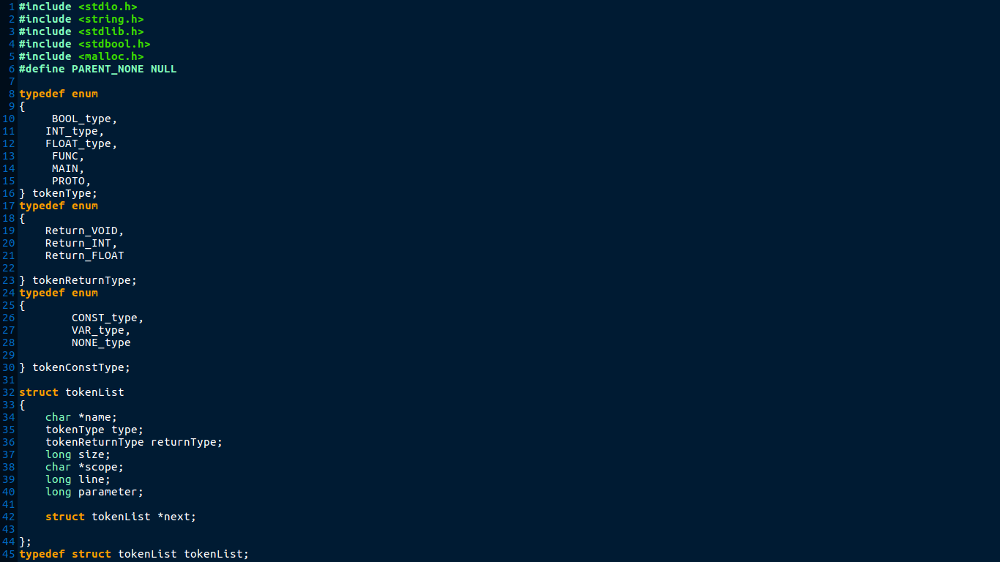 1 #include <stdio.h>
2 #include <string.h>
3 #include <stdlib.h>
4 #include <stdbool.h>
5 #include <malloc.h>
6 #define PARENT_NONE NULL
7
8 typedef enum
9 {
10      BOOL_type,
11     INT_type,
12     FLOAT_type,
13      FUNC,
14      MAIN,
15      PROTO,
16 } tokenType;
17 typedef enum
18 {
19     Return_VOID,
20     Return_INT,
21     Return_FLOAT
22
23 } tokenReturnType;
24 typedef enum
25 {
26         CONST_type,
27         VAR_type,
28         NONE_type
29
30 } tokenConstType;
31
32 struct tokenList
33 {
34     char *name;
35     tokenType type;
36     tokenReturnType returnType;
37     long size;
38     char *scope;
39     long line;
40     long parameter;
41
42     struct tokenList *next;
43
44 };
45 typedef struct tokenList tokenList;